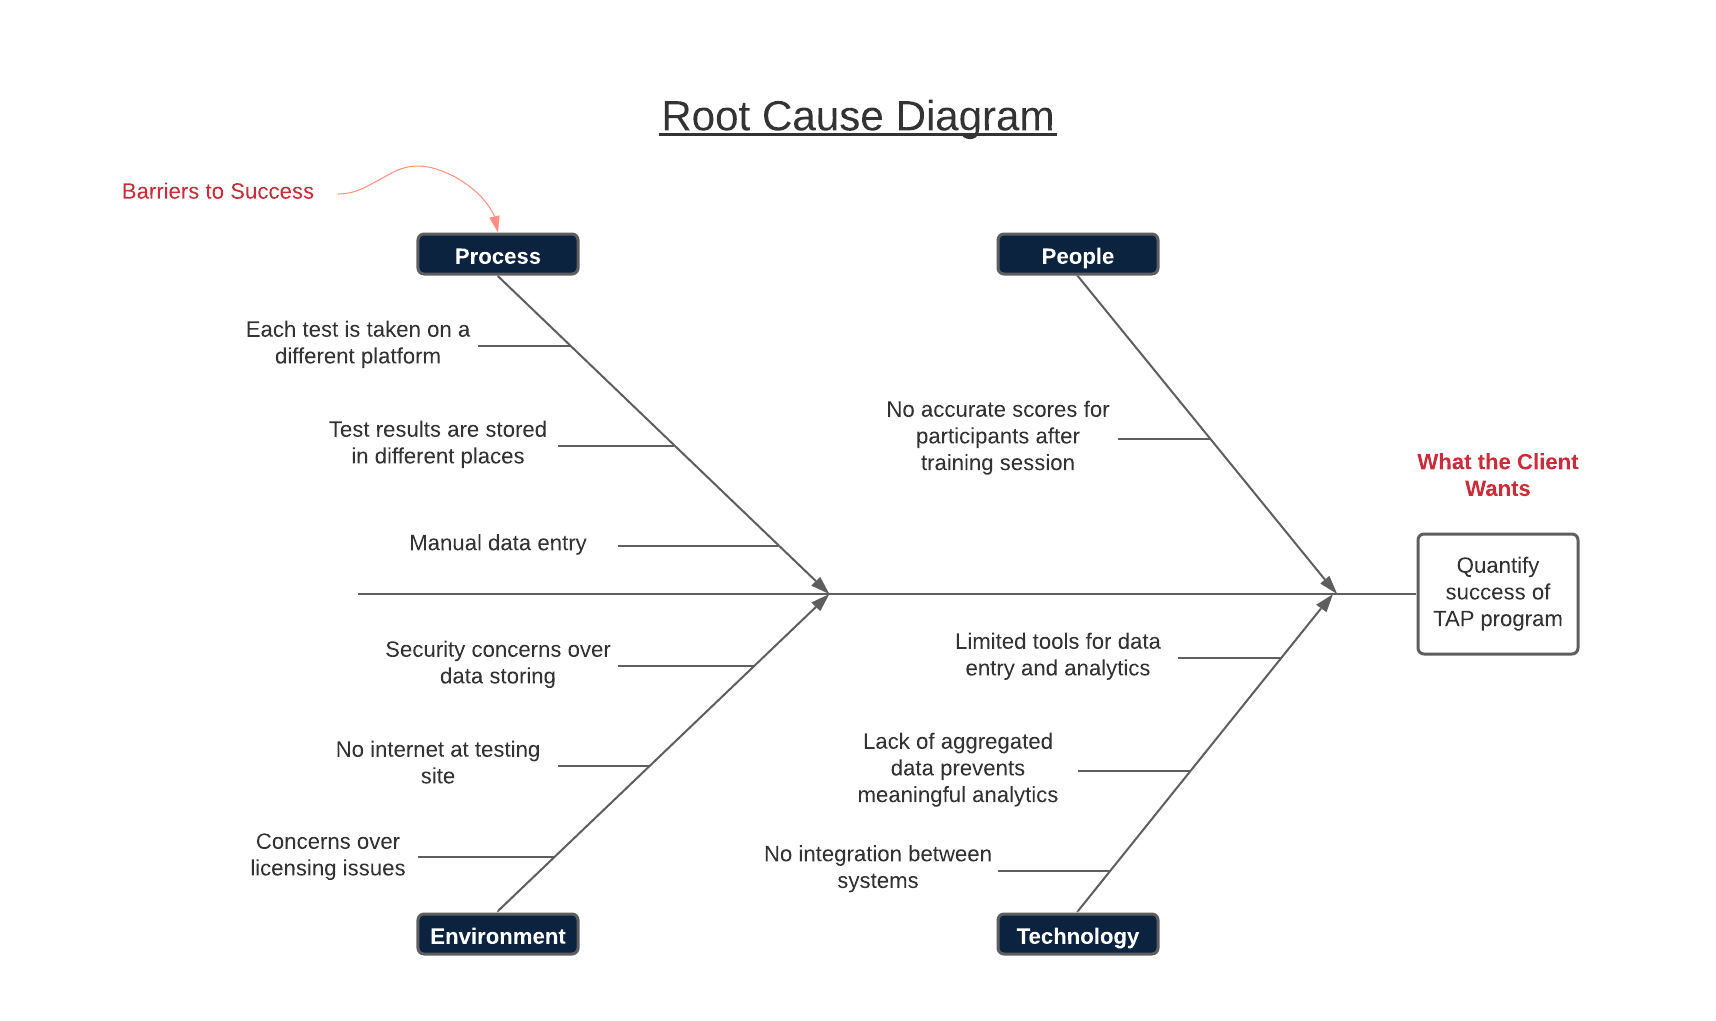 Root Cause Diagram
Barriers to Success
Process
People
Each test is taken on a
different platform
Test results are stored
in different places
Manual data entry
No accurate scores for
participants after
training session
What the Client
Wants
Quantify
success of
TAP program
Security concerns over
data storing
No internet at testing
site
Concerns over
licensing issues
Limited tools for data
entry and analytics
Lack of aggregated
data prevents
meaningful analytics
No integration between
systems
Environment
Technology